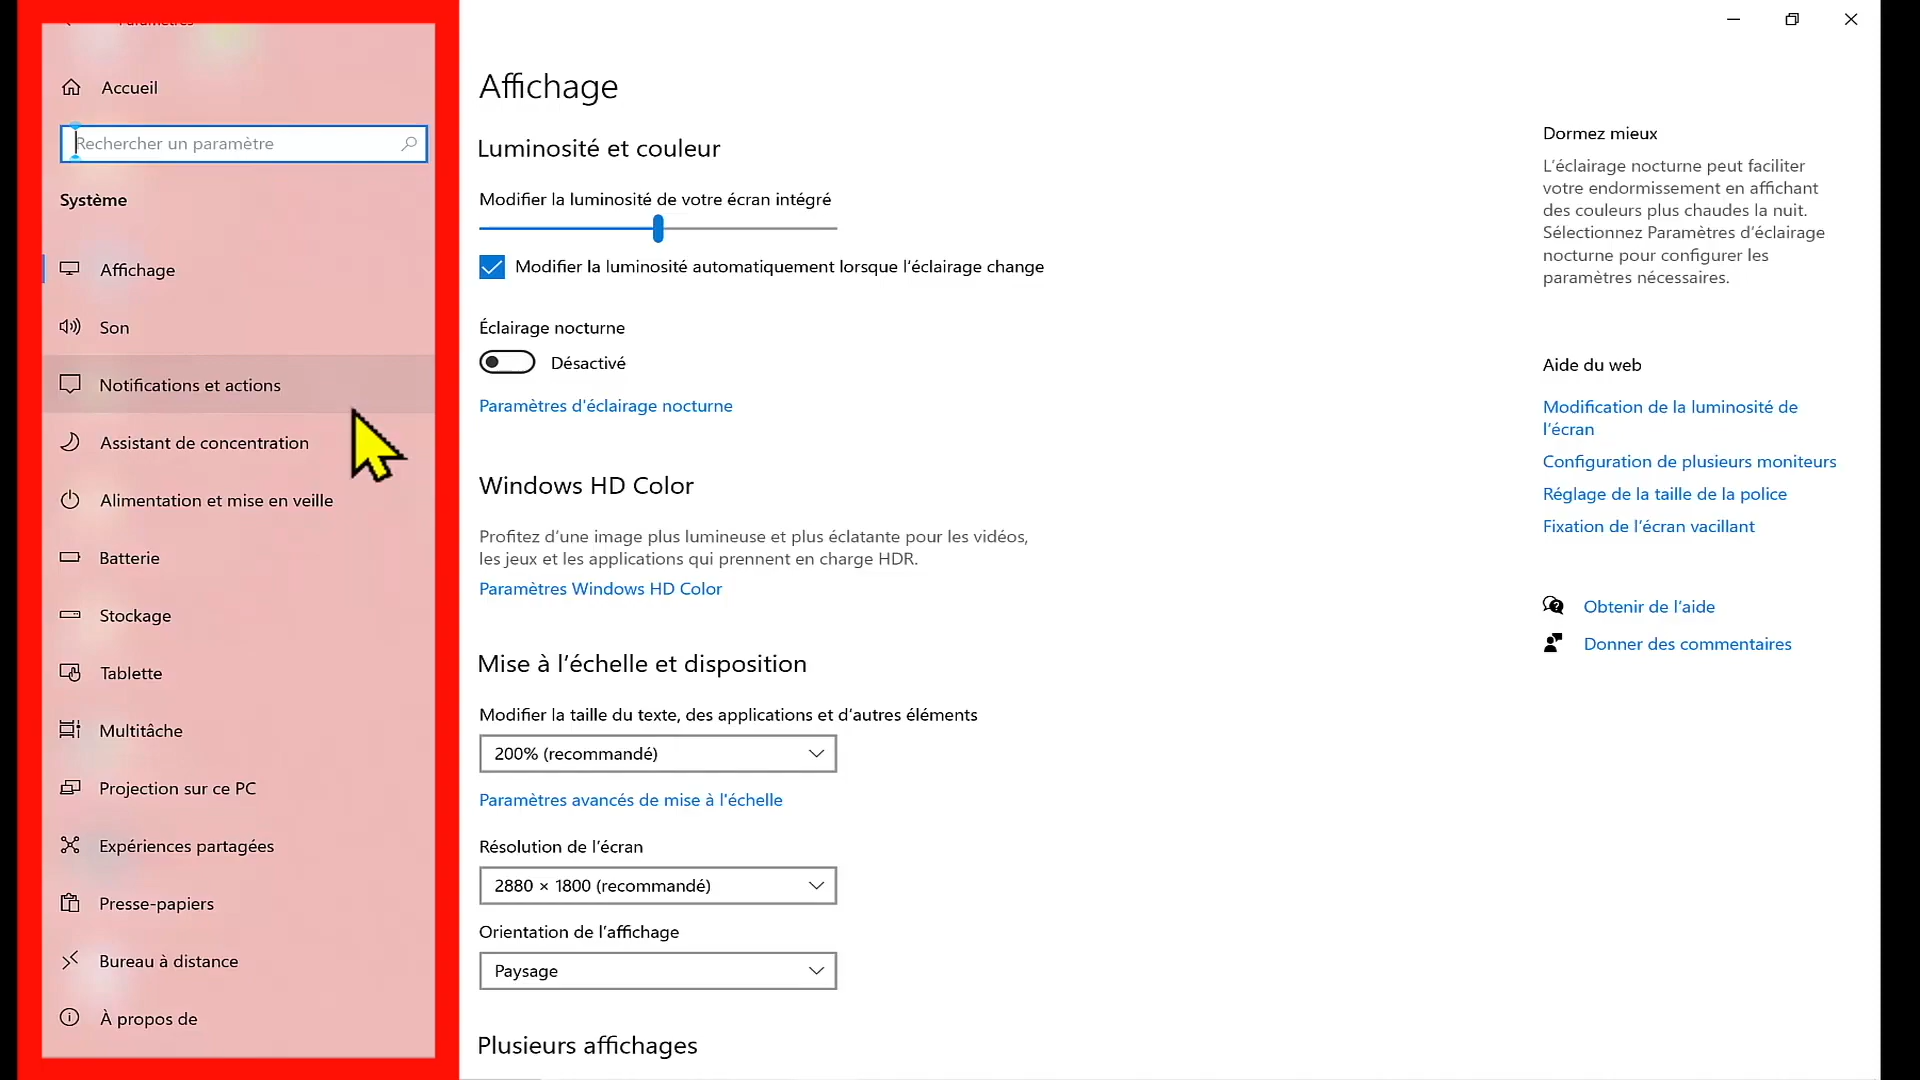 Paramètres
Accueil
Rechercher un paramètre
Système
Affichage
Son
Notifications et actions
Assistant de concentration
Alimentation et mise en veille
Batterie
Stockage
Tablette
Multitâche
Projection sur ce PC
Expériences partagées
Presse-papiers
Bureau à distance
À propos de
Affichage
Luminosité et couleur
Modifier la luminosité de votre écran intégré
Modifier la luminosité automatiquement lorsque l’éclairage change
Éclairage nocturne
Désactivé
Paramètres d'éclairage nocturne
Windows HD Color
Profitez d’une image plus lumineuse et plus éclatante pour les vidéos,
les jeux et les applications qui prennent en charge HDR.
Paramètres Windows HD Color
Mise à l’échelle et disposition
Modifier la taille du texte, des applications et d’autres éléments
200% (recommandé)
Paramètres avancés de mise à l'échelle
Résolution de l’écran
2880 × 1800 (recommandé)
Orientation de l’affichage
Paysage
Plusieurs affichages
Dormez mieux
L’éclairage nocturne peut faciliter
votre endormissement en affichant
des couleurs plus chaudes la nuit.
Sélectionnez Paramètres d’éclairage
nocturne pour configurer les
paramètres nécessaires.
Aide du web
Modification de la luminosité de
l’écran
Configuration de plusieurs moniteurs
Réglage de la taille de la police
Fixation de l’écran vacillant
Obtenir de l’aide
Donner des commentaires